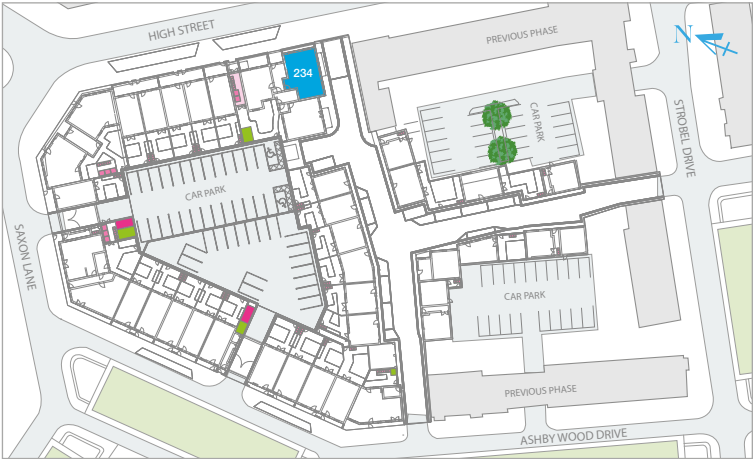 HIGH STREET
PREVIOUS PHASE
N
234
CAR PARK
STROBEL DRIVE
CAR PARK
SAXON LANE
CAR PARK
PREVIOUS PHASE
ASHBY WOOD DRIVE